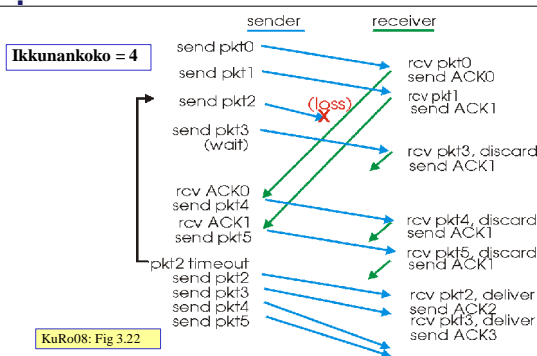 sender
receiver
Ikkunankoko = 4
send pkt0
send pkt1
send pkt2
send pkt3
(wait)
(loss)
X
rcv pkt0
send ACK0
rcv pkt1
send ACK1
rcv pkt3, discard
send ACK1
rcv ACK0
send pkt4
rcv ACK1
send pkt5
rcv pkt4, discard
send ACK1
rcv pkt5, discard
send ACK1
pkt2 timeout
send pkt2
send pkt3
send pkt4
send pkt5
rcv pkt2, deliver
send ACK2
rcv pkt3, deliver
send ACK3
KuRo08: Fig 3.22